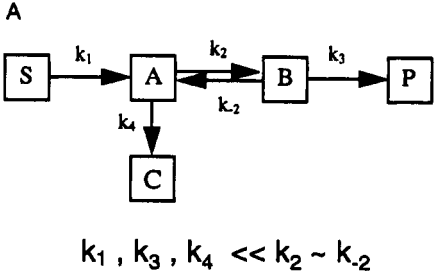 A
k1 k2 k3
S A B P
k4 k-2
C
k1 , k3 , k4 << k2 ~ k-2